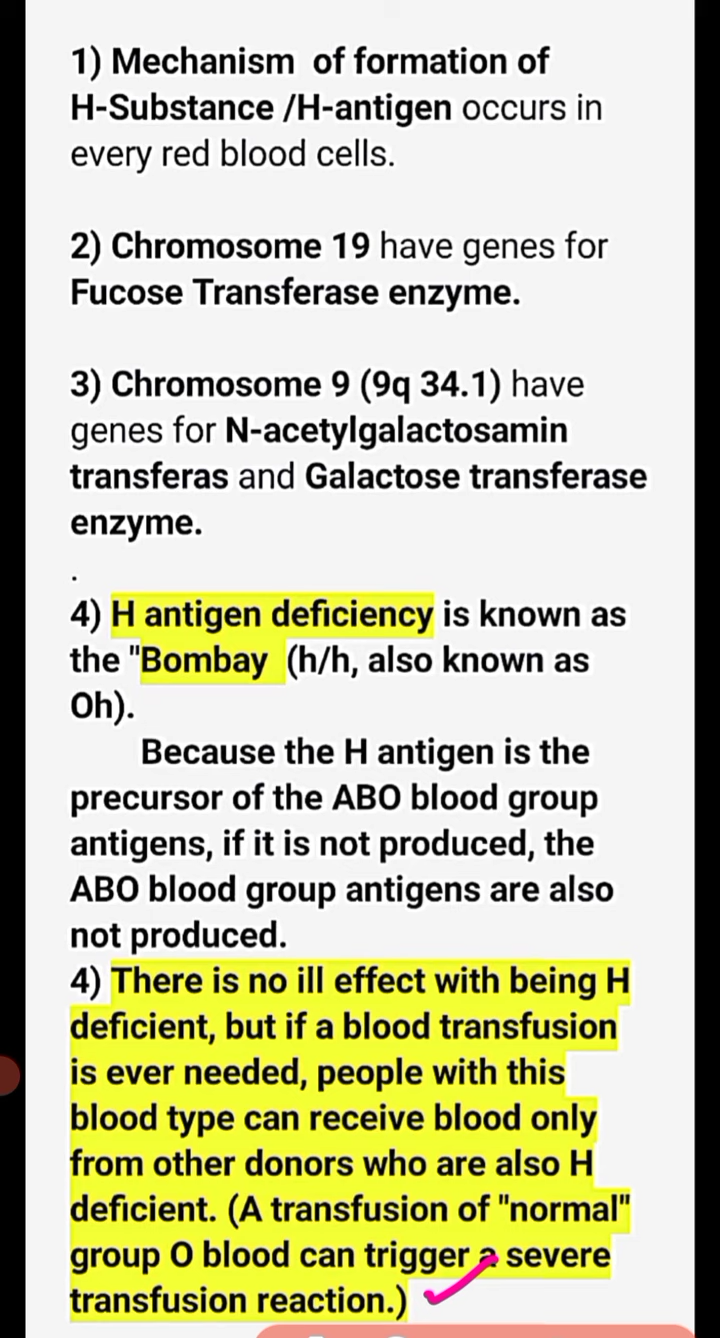 1) Mechanism of formation of
H-Substance /H-antigen occurs in
every red blood cells.
2) Chromosome 19 have genes for
Fucose Transferase enzyme.
3) Chromosome 9 (9q 34.1) have
genes for N-acetylgalactosamin
transferas and Galactose transferase
enzyme.
.
4) H antigen deficiency is known as
the "Bombay (h/h, also known as
Oh).
Because the H antigen is the
precursor of the ABO blood group
antigens, if it is not produced, the
ABO blood group antigens are also
not produced.
4) There is no ill effect with being H
deficient, but if a blood transfusion
is ever needed, people with this
blood type can receive blood only
from other donors who are also H
deficient. (A transfusion of "normal"
group O blood can trigger a severe
transfusion reaction.)